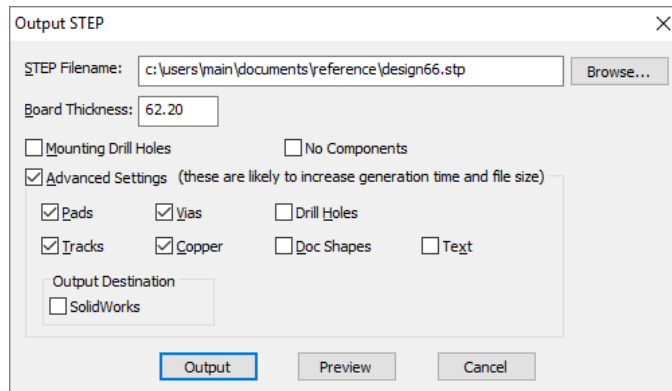 Output STEP
STEP Filename: c:\users\main\documents\reference\design66.stp Browse...
Board Thickness: 62.20
Mounting Drill Holes No Components
Advanced Settings (these are likely to increase generation time and file size)
Pads Vias Drill Holes
Tracks Copper Doc Shapes Text
Output Destination
SolidWorks
Output Preview Cancel